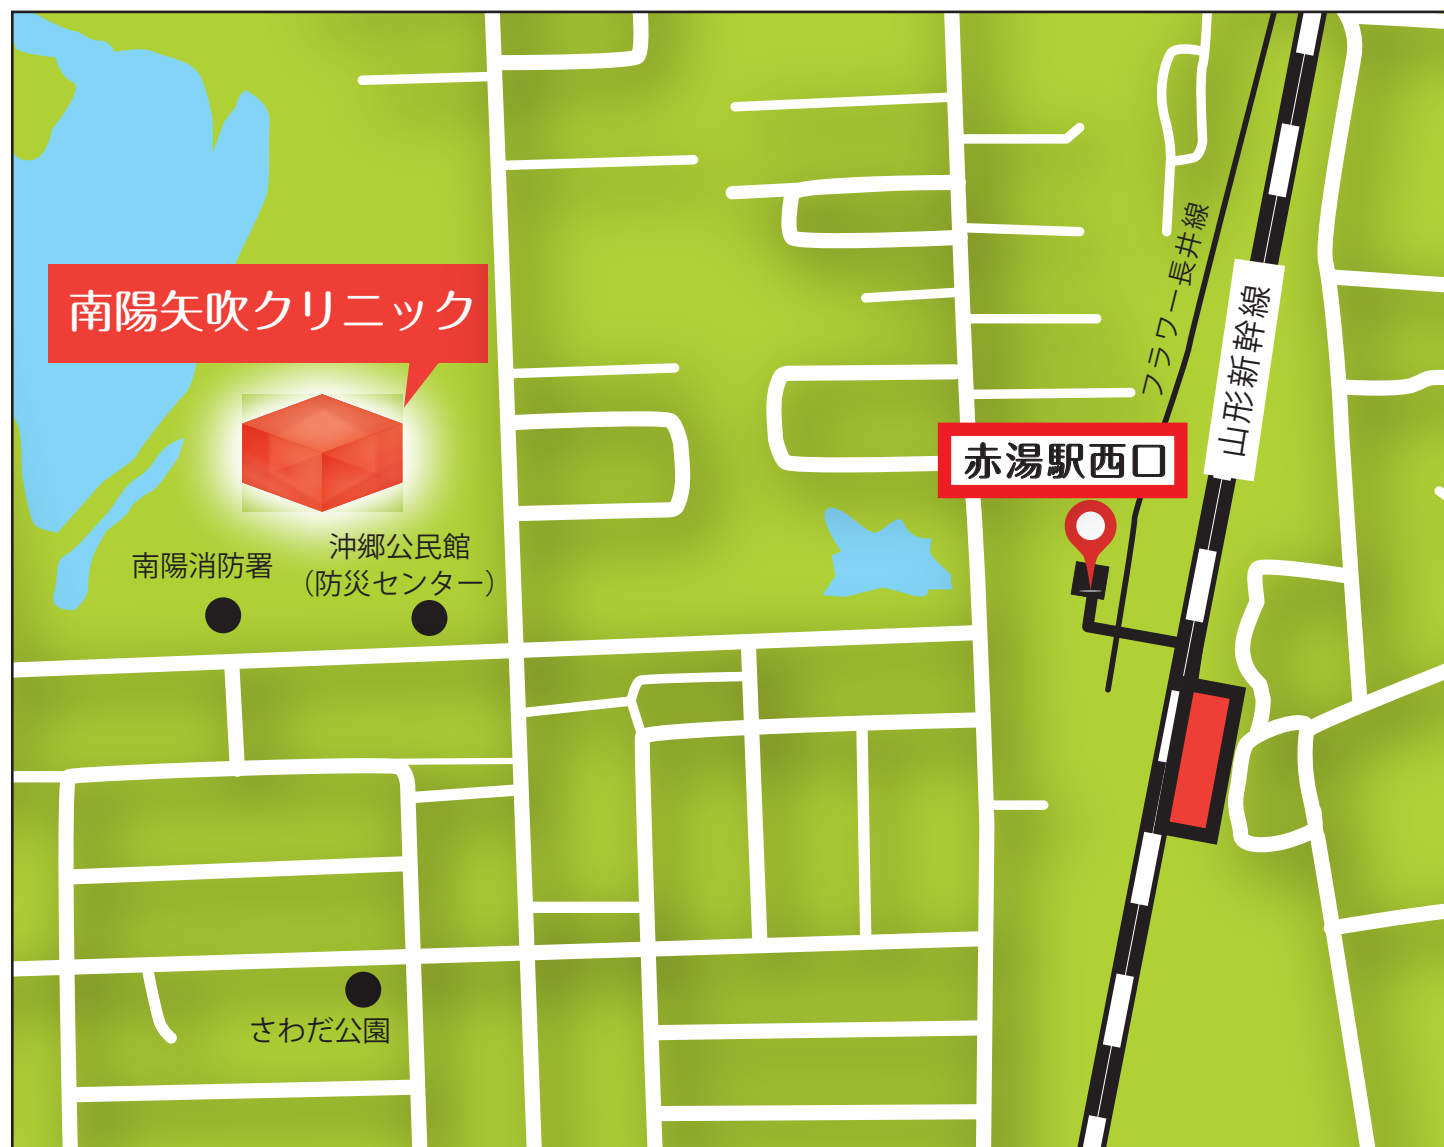 フラワー長井線
山形新幹線
南陽矢吹クリニック
赤湯駅西口
南陽消防署
沖郷公民館
（防災センター）
さわだ公園